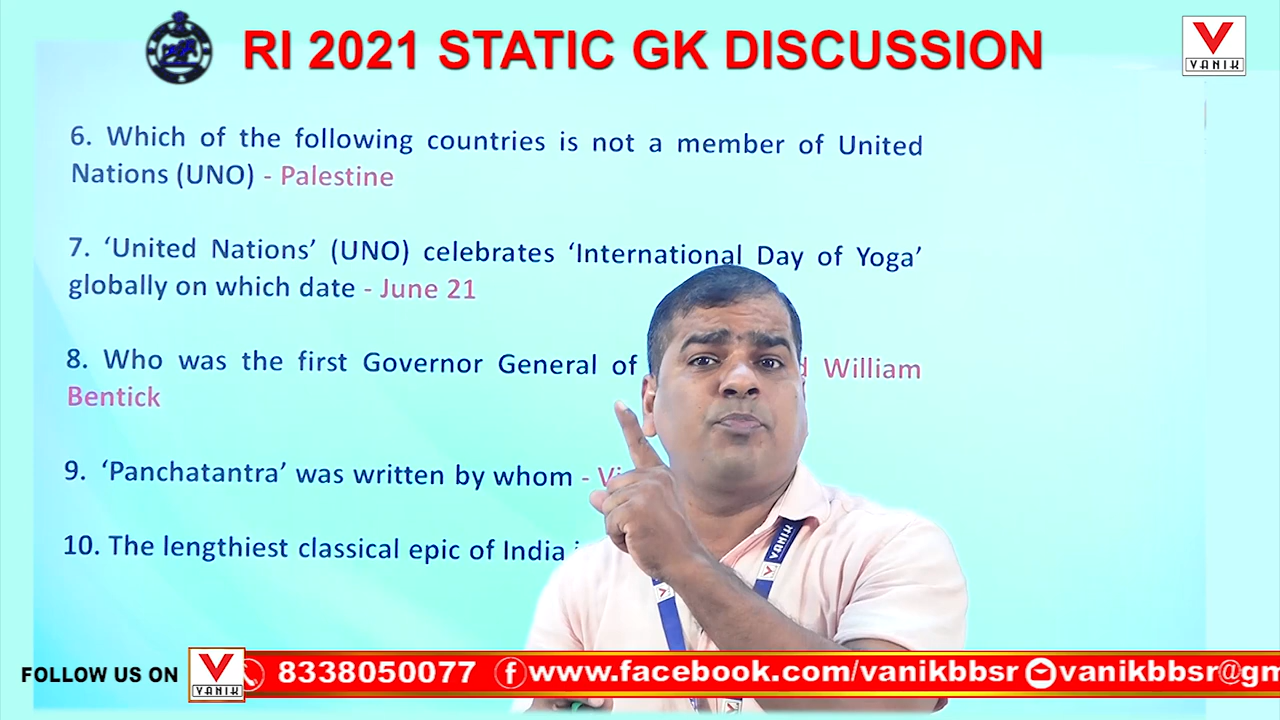 RI 2021 STATIC GK DISCUSSION
VANIK
6. Which of the following countries is not a member of United
Nations (UNO) - Palestine
7. ‘United Nations’ (UNO) celebrates ‘International Day of Yoga’
globally on which date - June 21
8. Who was the first Governor General of William
Bentick
9. ‘Panchatantra’ was written by whom -
10. The lengthiest classical epic of India
VANIK
FOLLOW US ON
VANIK
8338050077
www.facebook.com/vanikbbsr
vanikbbsr@gm